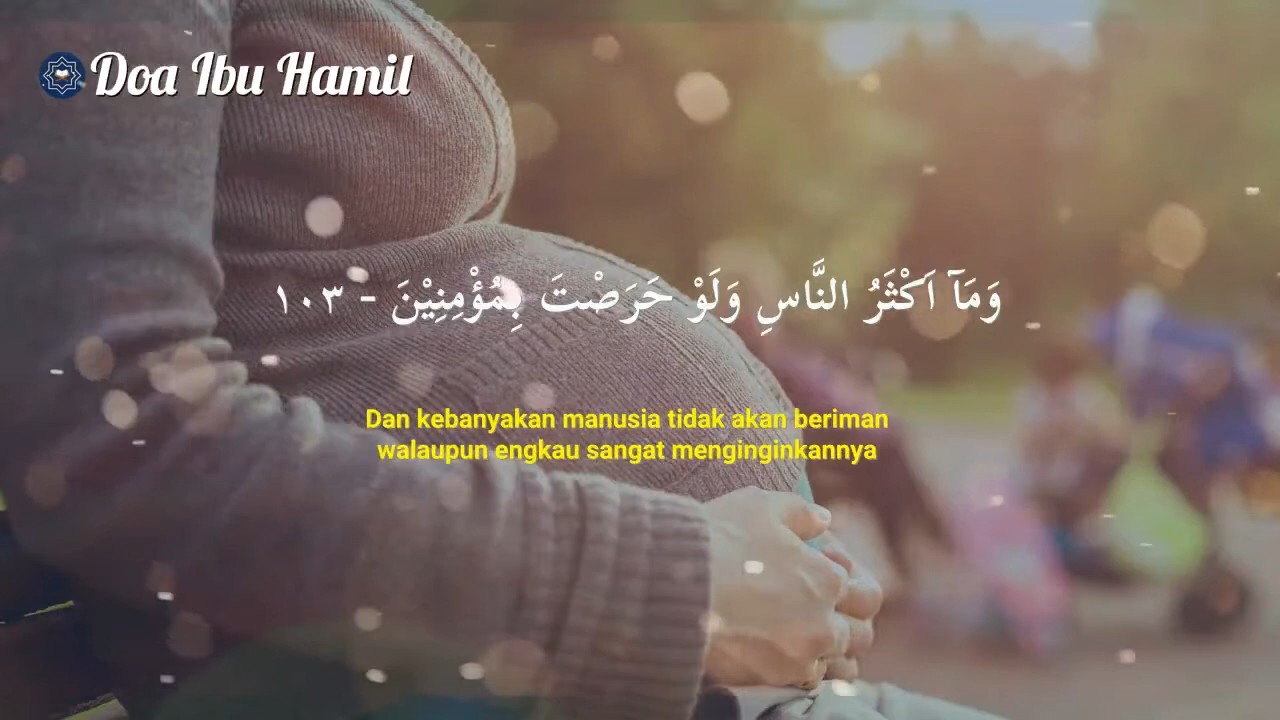 Doa Ibu Hamil
وَمَآ اَكْثَرُ النَّاسِ وَلَوْ حَرَصْتَ بِمُؤْمِنِيْنَ - ١٠٣
Dan kebanyakan manusia tidak akan beriman
walaupun engkau sangat menginginkannya